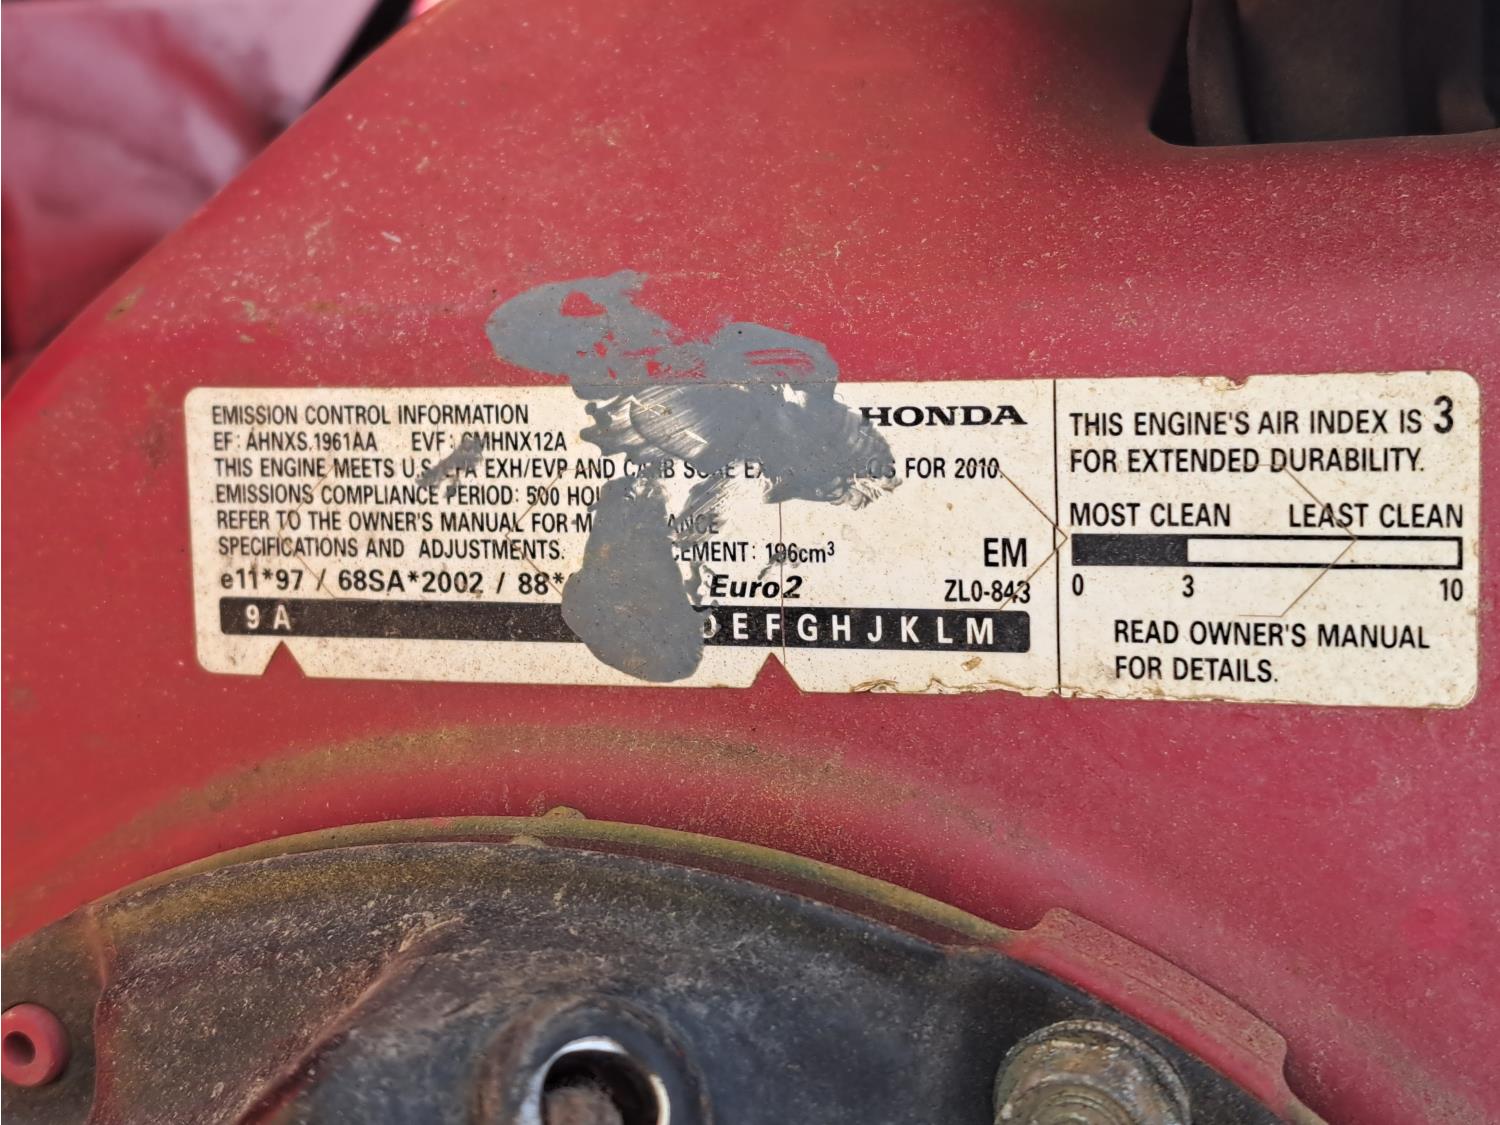 EMISSION CONTROL INFORMATION
HONDA
EF: AHNXS.1961AA EVF: CMHNX12A
THIS ENGINE MEETS U.S. EPA EXH/EVP AND FOR 2010.
EMISSIONS COMPLIANCE PERIOD: 500
REFER TO THE OWNER'S MANUAL FOR
SPECIFICATIONS AND ADJUSTMENTS. 196cm³
EM
e11*97 / 68SA*2002 / 88* Euro2 ZL0-843
9 A E F G H J K L M
THIS ENGINE'S AIR INDEX IS 3
FOR EXTENDED DURABILITY.
MOST CLEAN LEAST CLEAN
0 3 10
READ OWNER'S MANUAL
FOR DETAILS.